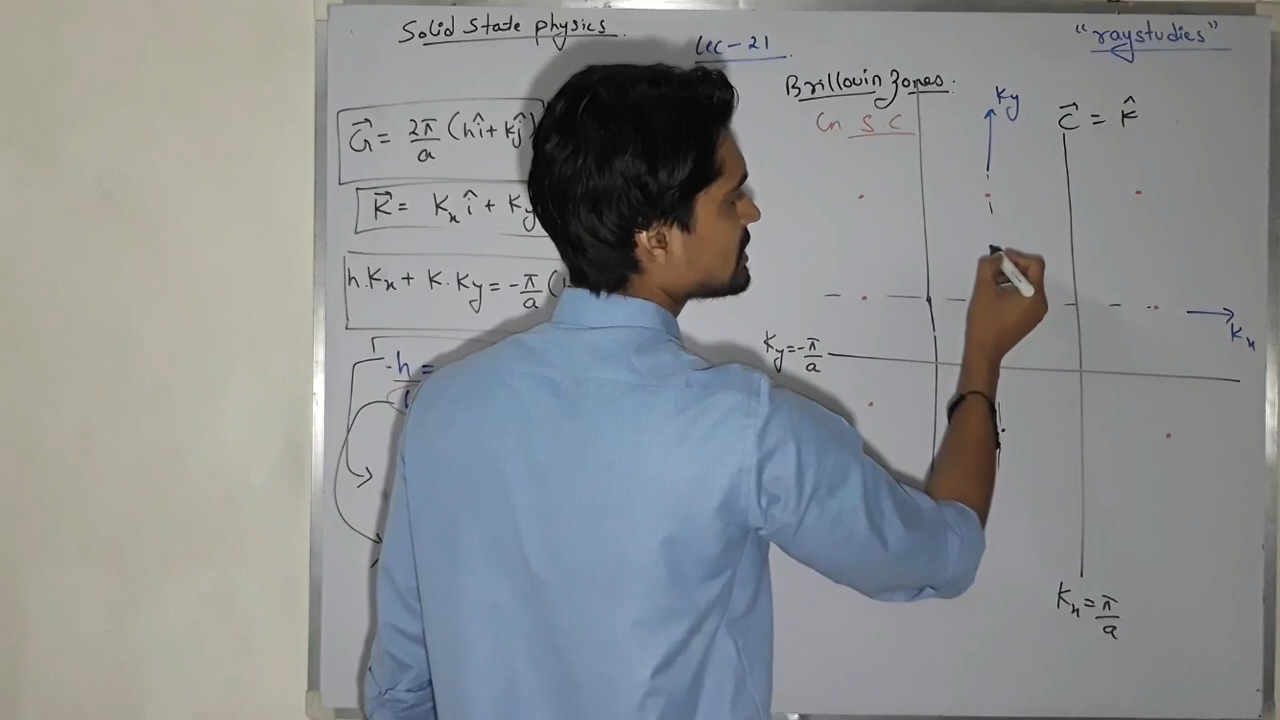 Solid State physics.
Lec-21.
"raystudies"
Brillouin Zones.
In S.C
G⃗ = 2π/a (hî + kĵ)
K⃗ = Kx î + Ky
h.Kx + K.Ky = -π/a (
-h =
Ky
C⃗ = K̂
Kx
Ky = -π/a
Kx = π/a